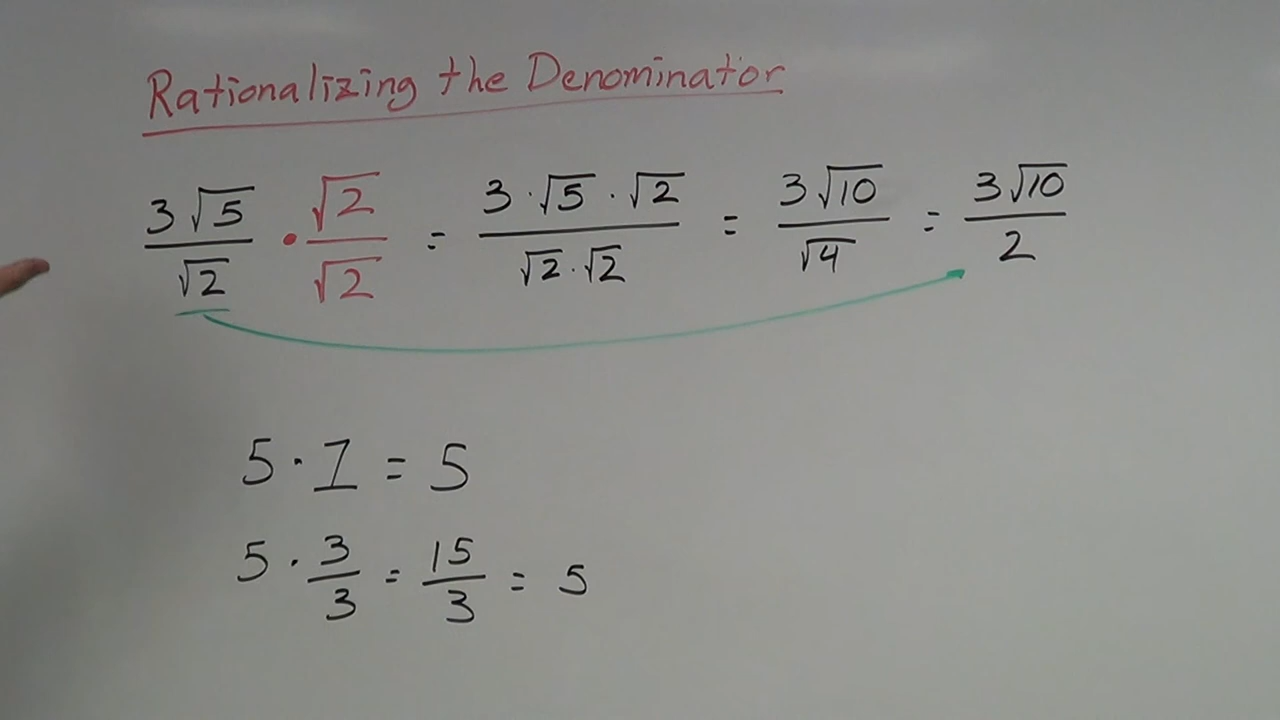 Rationalizing the Denominator
3√5/√2 • √2/√2 = 3·√5·√2/√2·√2 = 3√10/√4 = 3√10/2
5·1 = 5
5·3/3 = 15/3 = 5